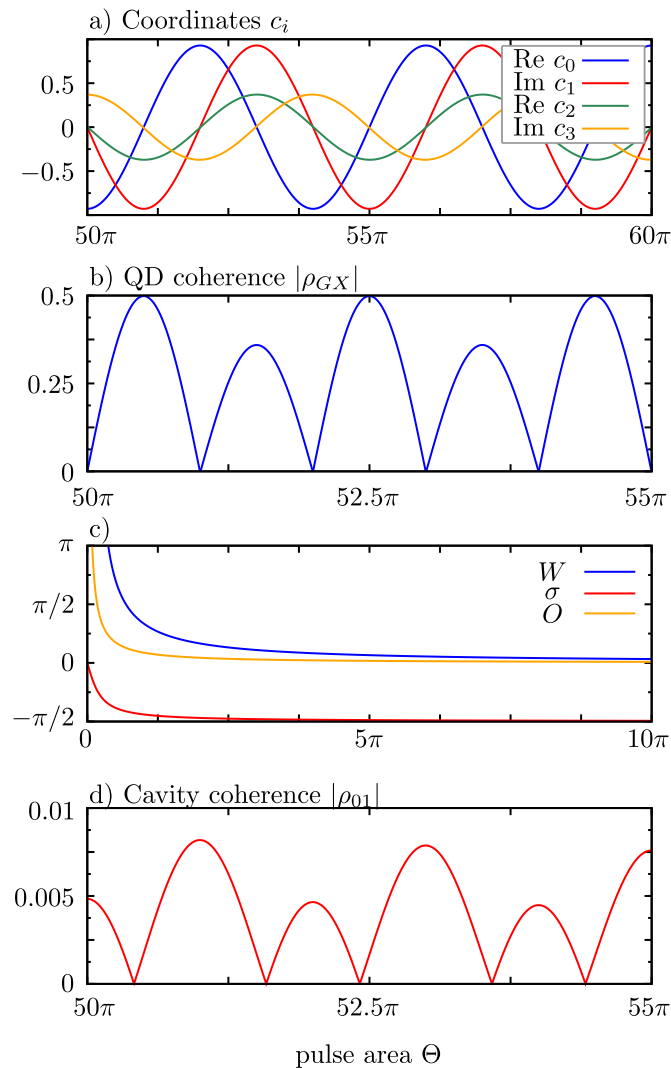 a) Coordinates c_i
0.5
0
−0.5
Re c_0
Im c_1
Re c_2
Im c_3
50π 55π 60π
b) QD coherence |ρ_GX|
0.5
0.25
0
50π 52.5π 55π
c)
π
π/2
0
−π/2
W
σ
O
0 5π 10π
d) Cavity coherence |ρ_01|
0.01
0.005
0
50π 52.5π 55π
pulse area Θ